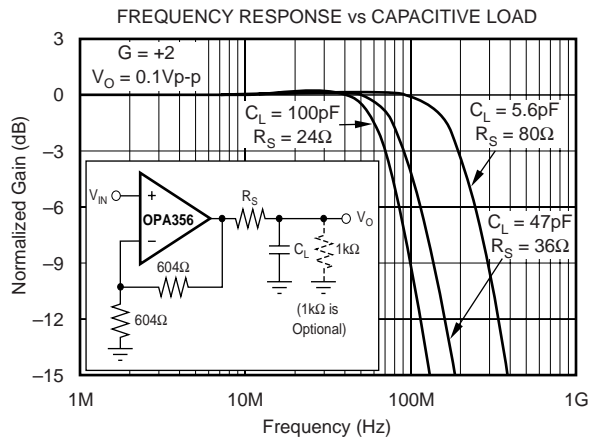 FREQUENCY RESPONSE vs CAPACITIVE LOAD
Normalized Gain (dB)
3
0
–3
–6
–9
–12
–15
G = +2
V_O = 0.1Vp-p
C_L = 100pF
R_S = 24Ω
C_L = 5.6pF
R_S = 80Ω
C_L = 47pF
R_S = 36Ω
V_IN
+
–
OPA356
R_S
V_O
C_L
1kΩ
604Ω
604Ω
(1kΩ is
Optional)
1M
10M
100M
1G
Frequency (Hz)